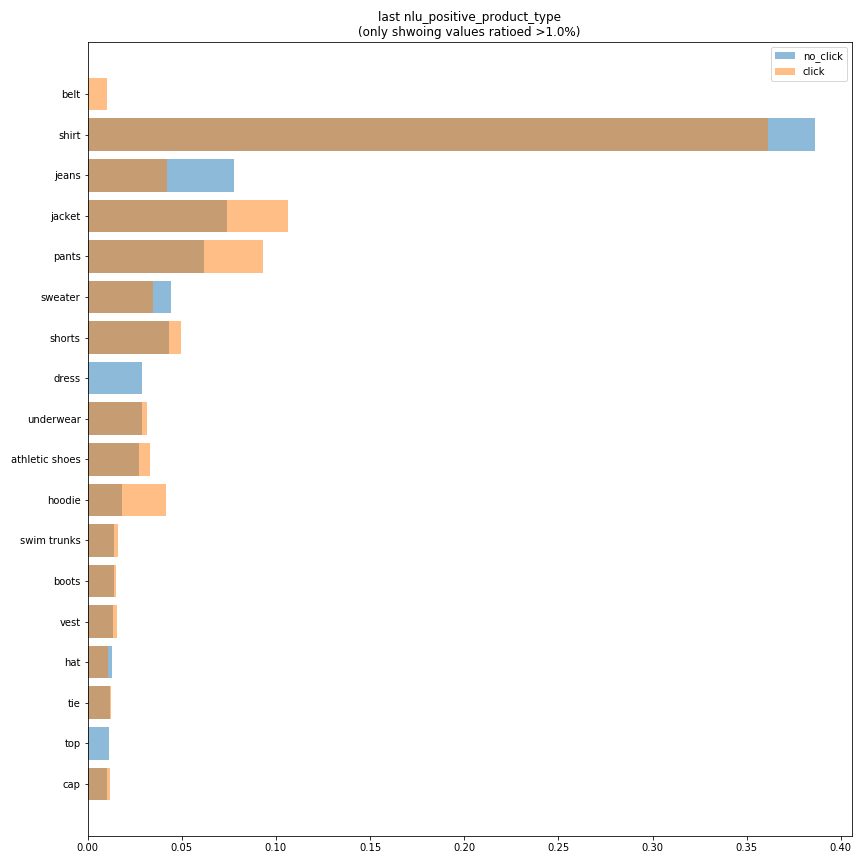 last nlu_positive_product_type
(only shwoing values ratioed >1.0%)
no_click
click
belt
shirt
jeans
jacket
pants
sweater
shorts
dress
underwear
athletic shoes
hoodie
swim trunks
boots
vest
hat
tie
top
cap
0.00 0.05 0.10 0.15 0.20 0.25 0.30 0.35 0.40